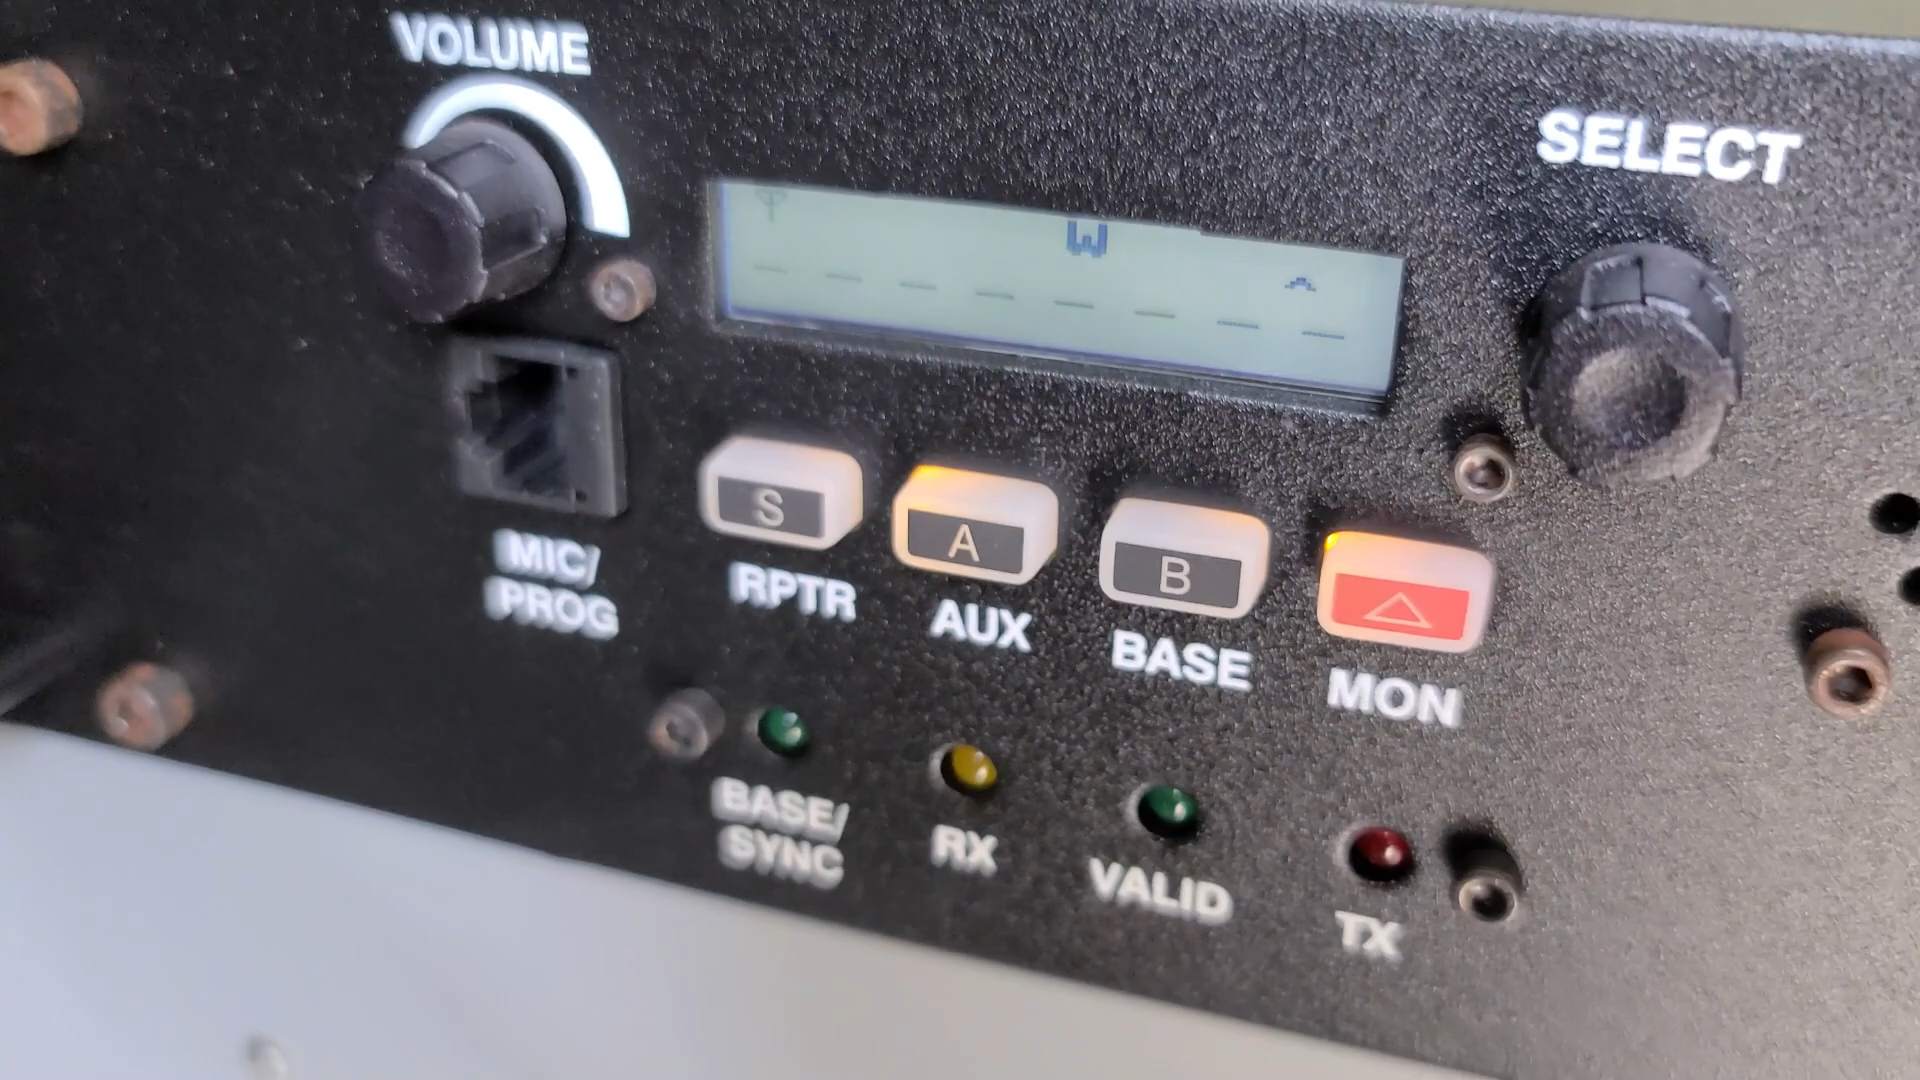 VOLUME
SELECT
W
MIC/
PROG
S
A
B
RPTR
AUX
BASE
MON
BASE/
SYNC
RX
VALID
TX